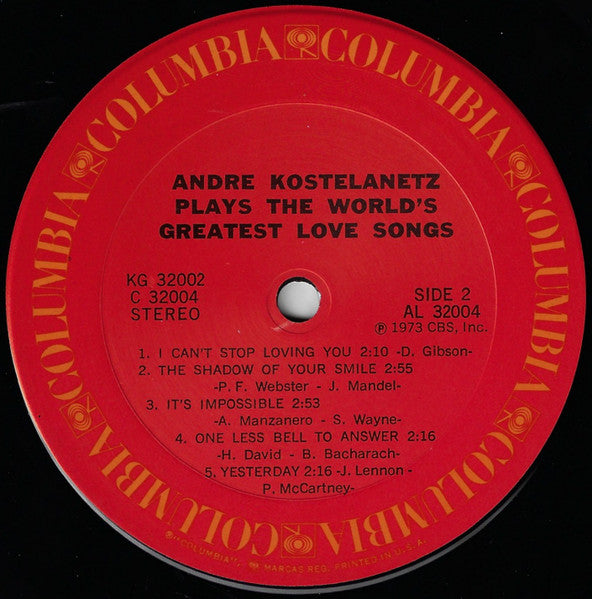 COLUMBIA COLUMBIA COLUMBIA COLUMBIA COLUMBIA COLUMBIA
ANDRE KOSTELANETZ
PLAYS THE WORLD'S
GREATEST LOVE SONGS
KG 32002
C 32004
STEREO
SIDE 2
AL 32004
℗ 1973 CBS, Inc.
1. I CAN'T STOP LOVING YOU 2:10 -D. Gibson-
2. THE SHADOW OF YOUR SMILE 2:55
-P. F. Webster - J. Mandel-
3. IT'S IMPOSSIBLE 2:53
-A. Manzanero - S. Wayne-
4. ONE LESS BELL TO ANSWER 2:16
-H. David - B. Bacharach-
5. YESTERDAY 2:16 -J. Lennon -
P. McCartney-
®"COLUMBIA", MARCAS REG. PRINTED IN U.S.A.